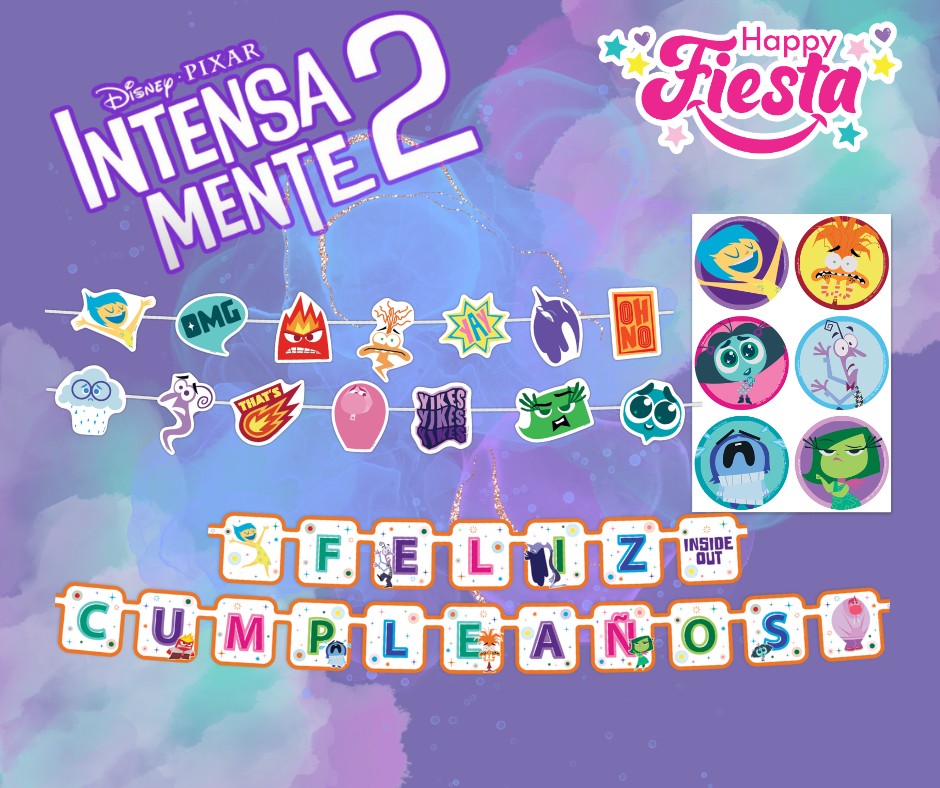 Disney · PIXAR
INTENSA
MENTE 2
Happy
Fiesta
OMG
YAY
OH
NO
THAT'S
YIKES
YIKES
YIKES
FELIZ
INSIDE
OUT
CUMPLEAÑOS